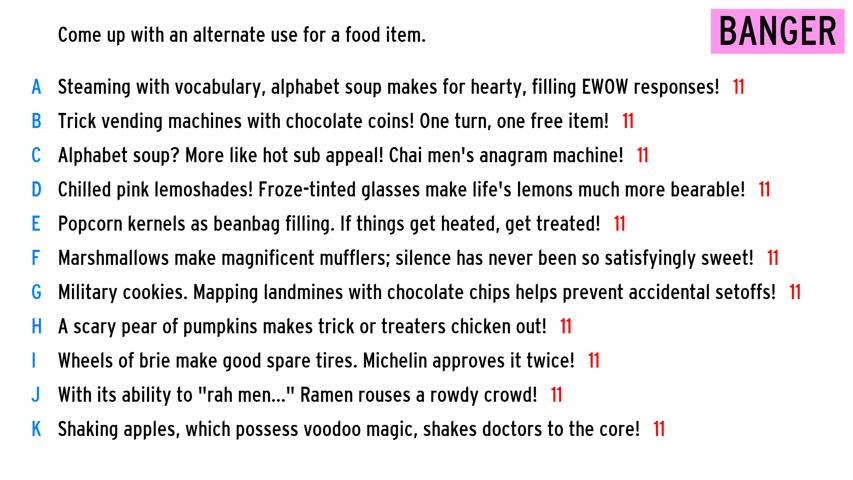 Come up with an alternate use for a food item.
BANGER
A Steaming with vocabulary, alphabet soup makes for hearty, filling EWOW responses! 11
B Trick vending machines with chocolate coins! One turn, one free item! 11
C Alphabet soup? More like hot sub appeal! Chai men's anagram machine! 11
D Chilled pink lemoshades! Froze-tinted glasses make life's lemons much more bearable! 11
E Popcorn kernels as beanbag filling. If things get heated, get treated! 11
F Marshmallows make magnificent mufflers; silence has never been so satisfyingly sweet! 11
G Military cookies. Mapping landmines with chocolate chips helps prevent accidental setoffs! 11
H A scary pear of pumpkins makes trick or treaters chicken out! 11
I Wheels of brie make good spare tires. Michelin approves it twice! 11
J With its ability to "rah men..." Ramen rouses a rowdy crowd! 11
K Shaking apples, which possess voodoo magic, shakes doctors to the core! 11